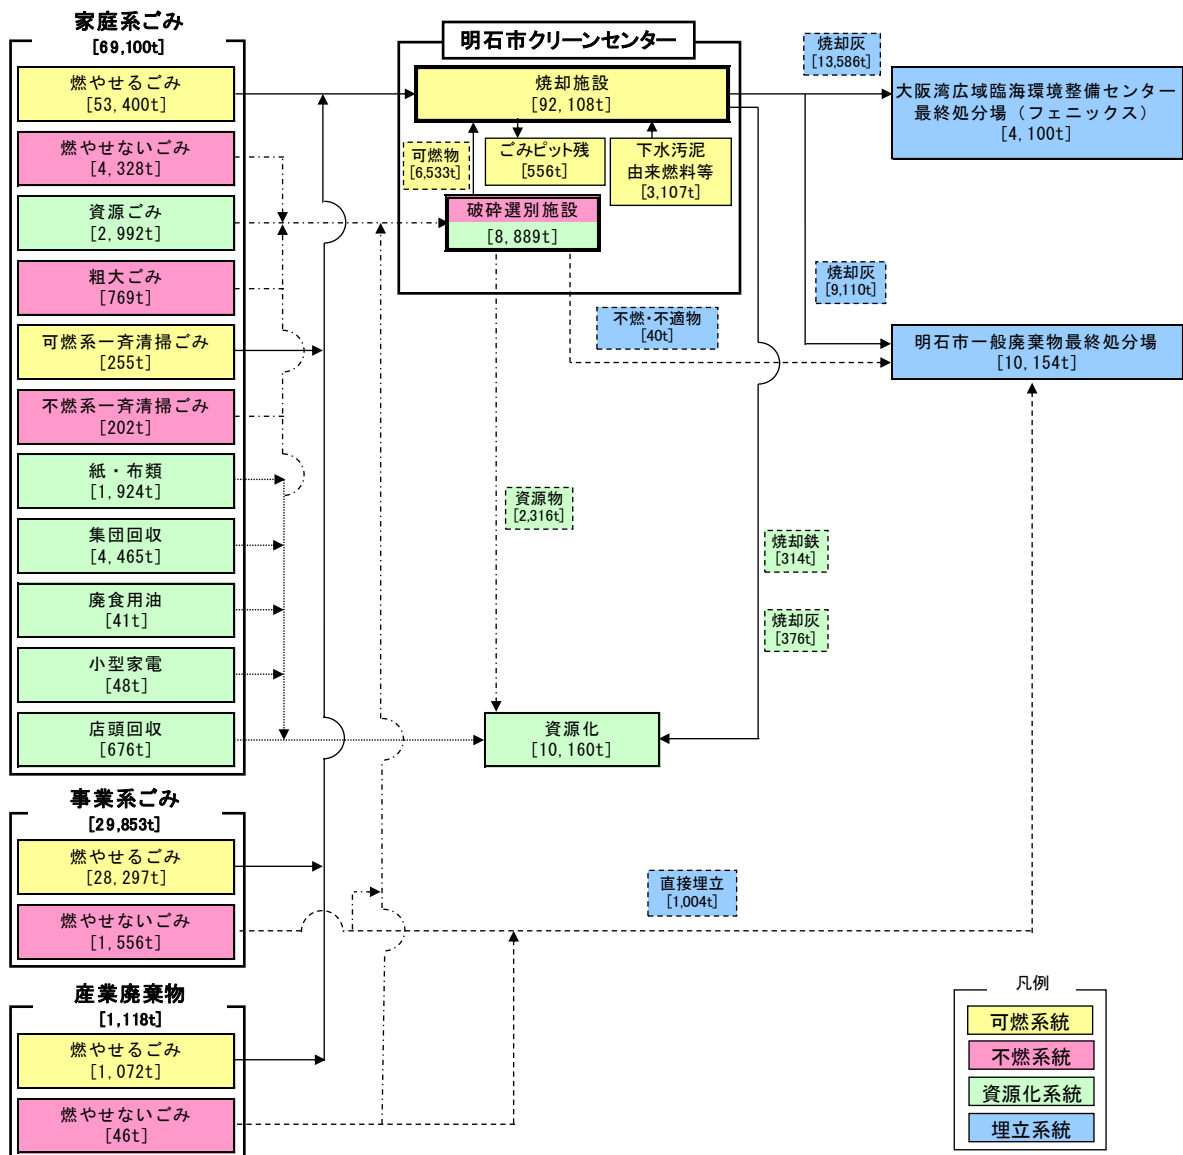 家庭系ごみ
[69,100t]
燃やせるごみ
[53,400t]
燃やせないごみ
[4,328t]
資源ごみ
[2,992t]
粗大ごみ
[769t]
可燃系一斉清掃ごみ
[255t]
不燃系一斉清掃ごみ
[202t]
紙・布類
[1,924t]
集団回収
[4,465t]
廃食用油
[41t]
小型家電
[48t]
店頭回収
[676t]
事業系ごみ
[29,853t]
燃やせるごみ
[28,297t]
燃やせないごみ
[1,556t]
産業廃棄物
[1,118t]
燃やせるごみ
[1,072t]
燃やせないごみ
[46t]
明石市クリーンセンター
焼却施設
[92,108t]
可燃物
[6,533t]
ごみピット残
[556t]
下水汚泥
由来燃料等
[3,107t]
破砕選別施設
[8,889t]
不燃・不適物
[40t]
資源物
[2,316t]
資源化
[10,160t]
焼却灰
[13,586t]
大阪湾広域臨海環境整備センター
最終処分場（フェニックス）
[4,100t]
焼却灰
[9,110t]
明石市一般廃棄物最終処分場
[10,154t]
焼却鉄
[314t]
焼却灰
[376t]
直接埋立
[1,004t]
凡例
可燃系統
不燃系統
資源化系統
埋立系統